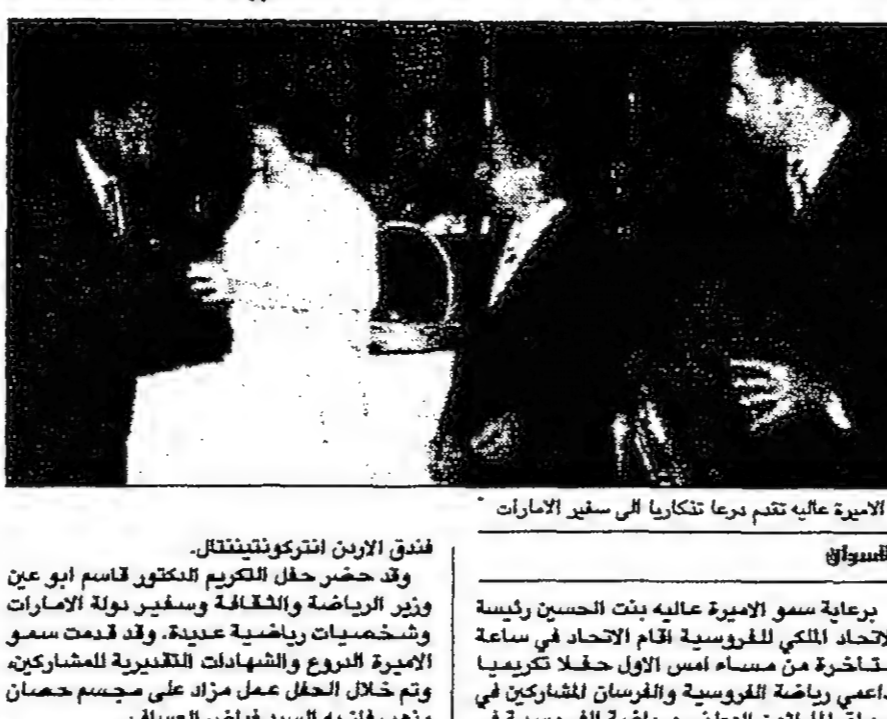 الاميرة عاليه تقدم درعا تذكاريا الى سفير الامارات
برعاية سمو الاميرة عاليه بنت الحسين رئيسة
الاتحاد الملكي للفروسية اقام الاتحاد في ساعة
متاخرة من مساء امس الاول حفلا تكريميا
لداعمي رياضة الفروسية والفرسان المشاركين في
فندق الاردن انتركونتيننتال.
وقد حضر حفل التكريم الدكتور قاسم ابو عين
وزير الرياضة والثقافة وسفير دولة الامارات
وشخصيات رياضية عديدة. وقد قدمت سمو
الاميرة الدروع والشهادات التقديرية للمشاركين،
وتم خلال الحفل عمل مزاد على مجسم حصان